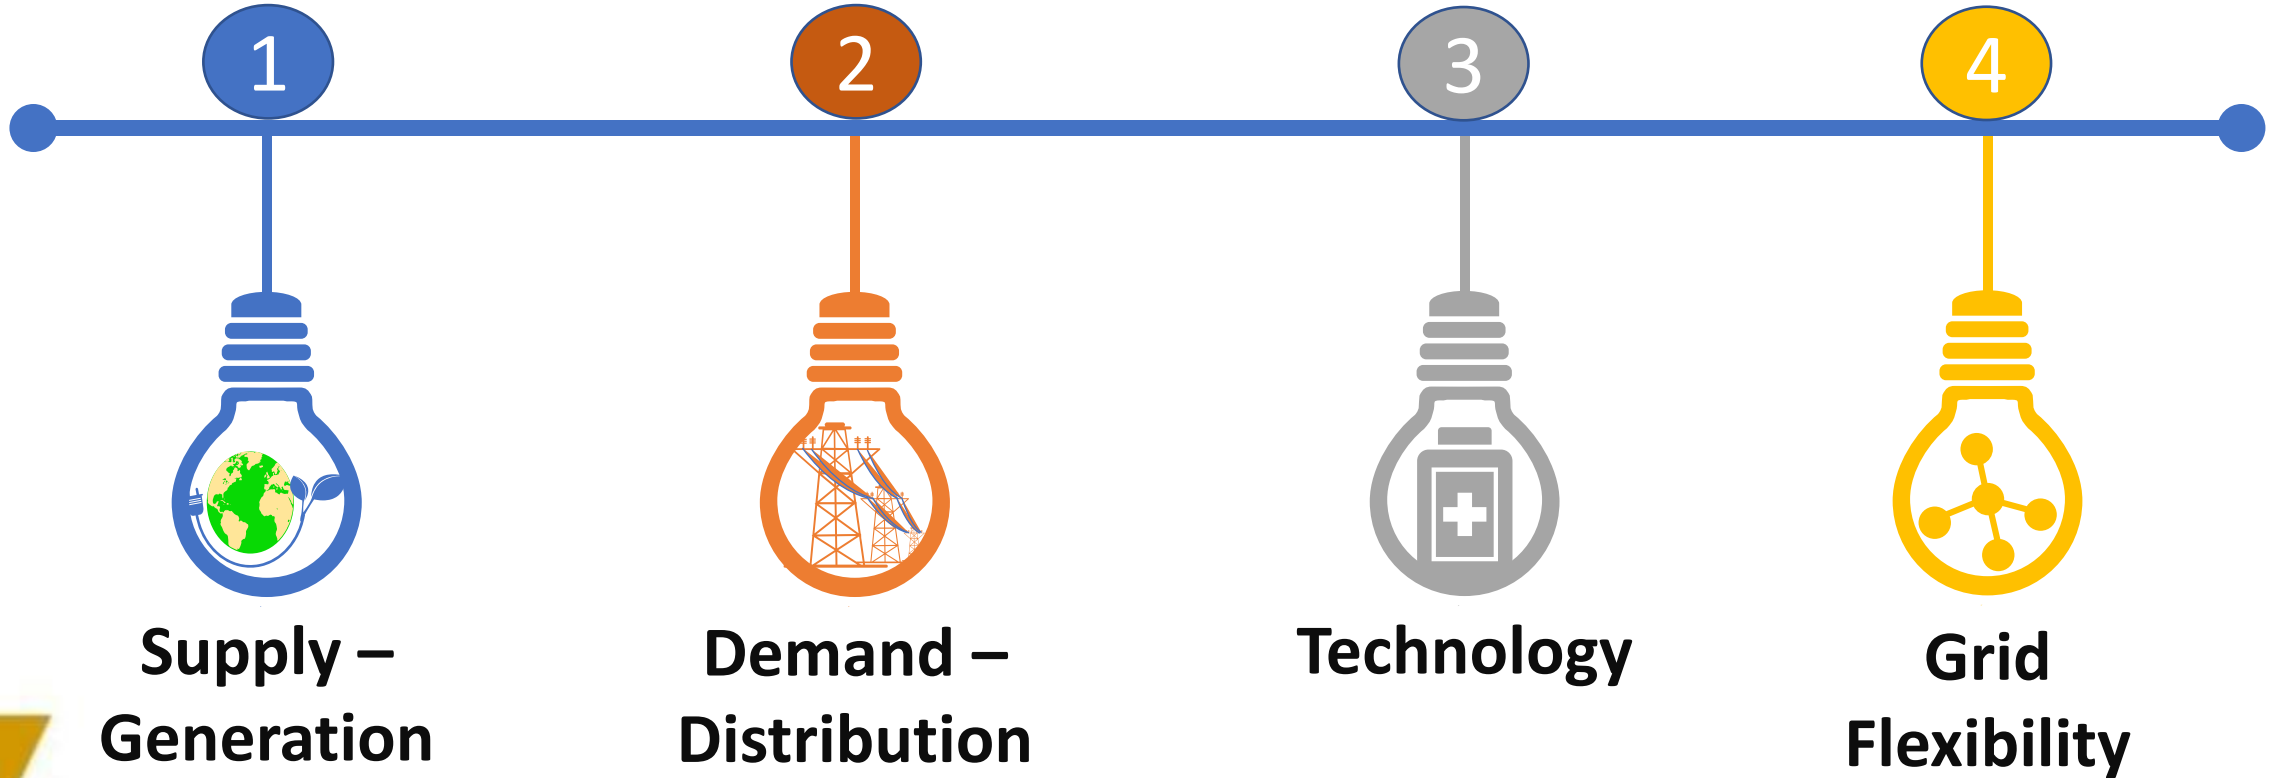 1
2
3
4
Supply –
Generation
Demand –
Distribution
Technology
Grid
Flexibility